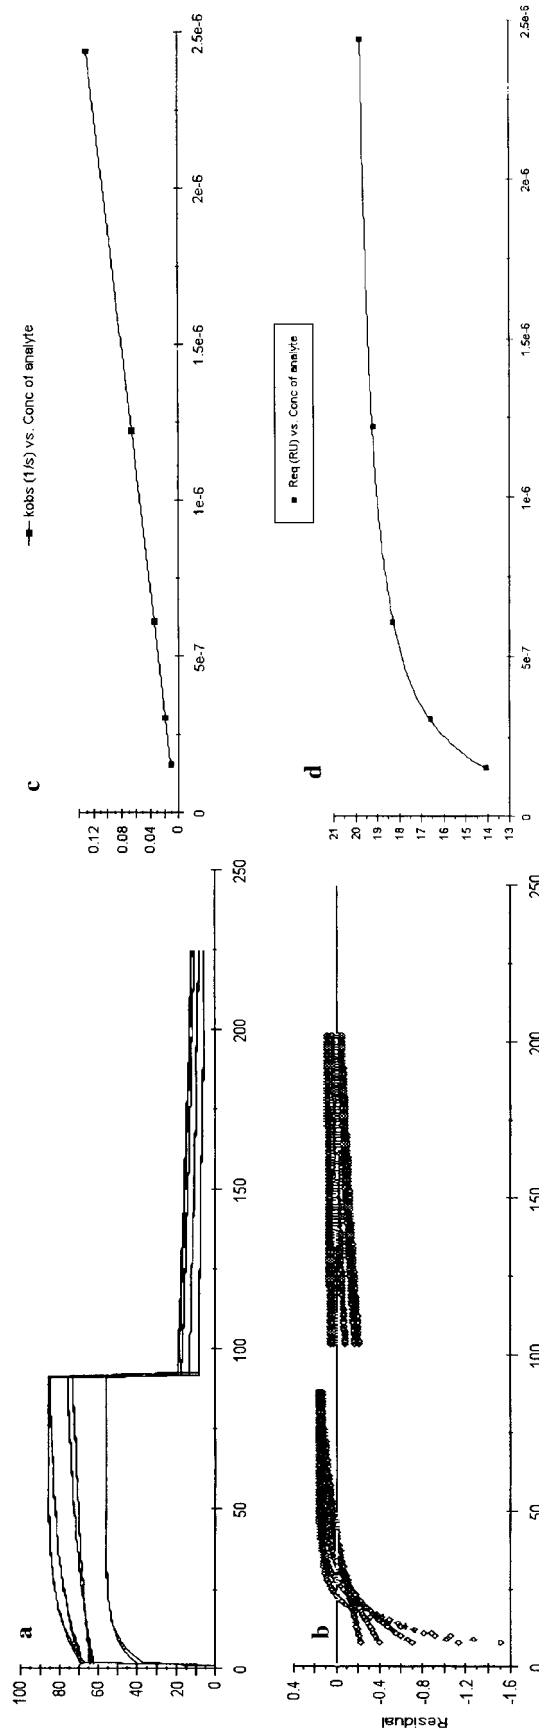 a
100
80
60
40
20
0
0
50
100
150
200
250
b
Residual
0.4
0
-0.4
-0.8
-1.2
-1.6
0
50
100
150
200
250
c
kobs (1/s) vs. Conc of analyte
0.12
0.08
0.04
0
0
5e-7
1e-6
1.5e-6
2e-6
2.5e-6
d
Req (RU) vs. Conc of analyte
21
20
19
18
17
16
15
14
13
0
5e-7
1e-6
1.5e-6
2e-6
2.5e-6